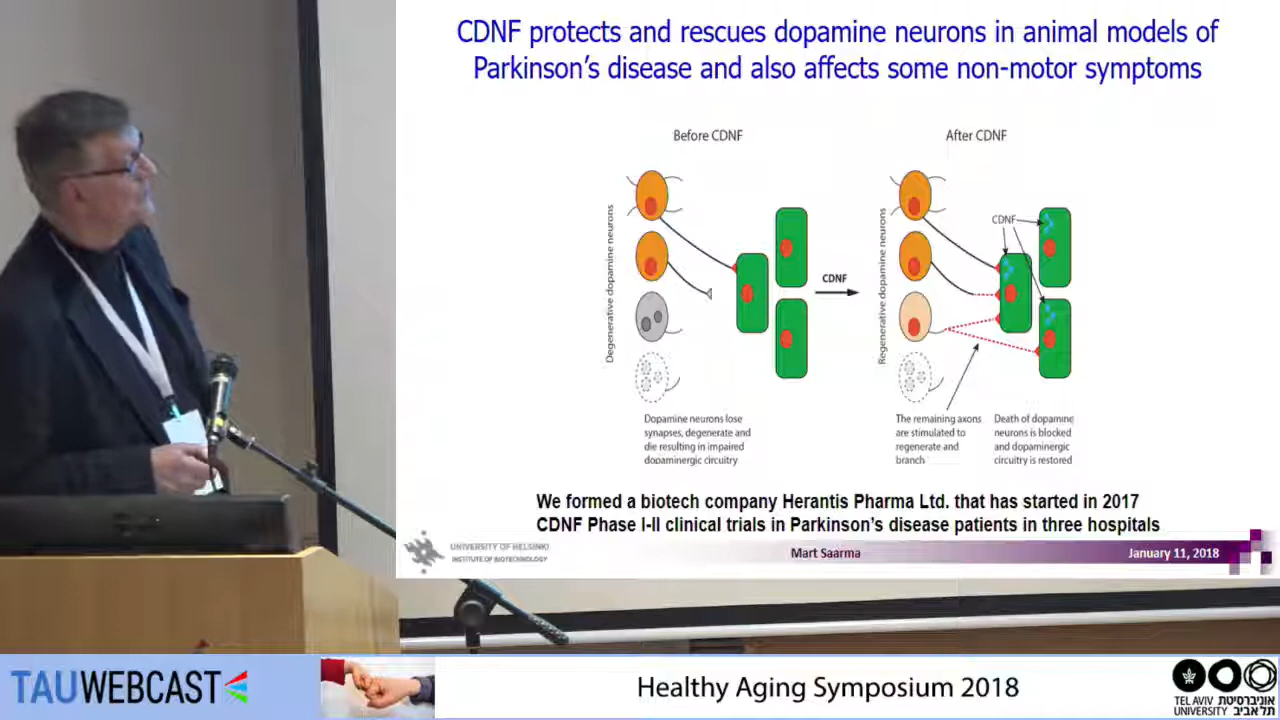 CDNF protects and rescues dopamine neurons in animal models of
Parkinson's disease and also affects some non-motor symptoms
Before CDNF
After CDNF
Degenerative dopamine neurons
CDNF
Regenerative dopamine neurons
CDNF
Dopamine neurons lose
synapses, degenerate and
die resulting in impaired
dopaminergic circuitry
The remaining axons
are stimulated to
regenerate and
branch
Death of dopamine
neurons is blocked
and dopaminergic
circuitry is restored
We formed a biotech company Herantis Pharma Ltd. that has started in 2017
CDNF Phase I-II clinical trials in Parkinson's disease patients in three hospitals
UNIVERSITY OF HELSINKI
INSTITUTE OF BIOTECHNOLOGY
Mart Saarma
January 11, 2018
TAUWEBCAST
Healthy Aging Symposium 2018
TEL AVIV
UNIVERSITY
אוניברסיטת
תל אביב